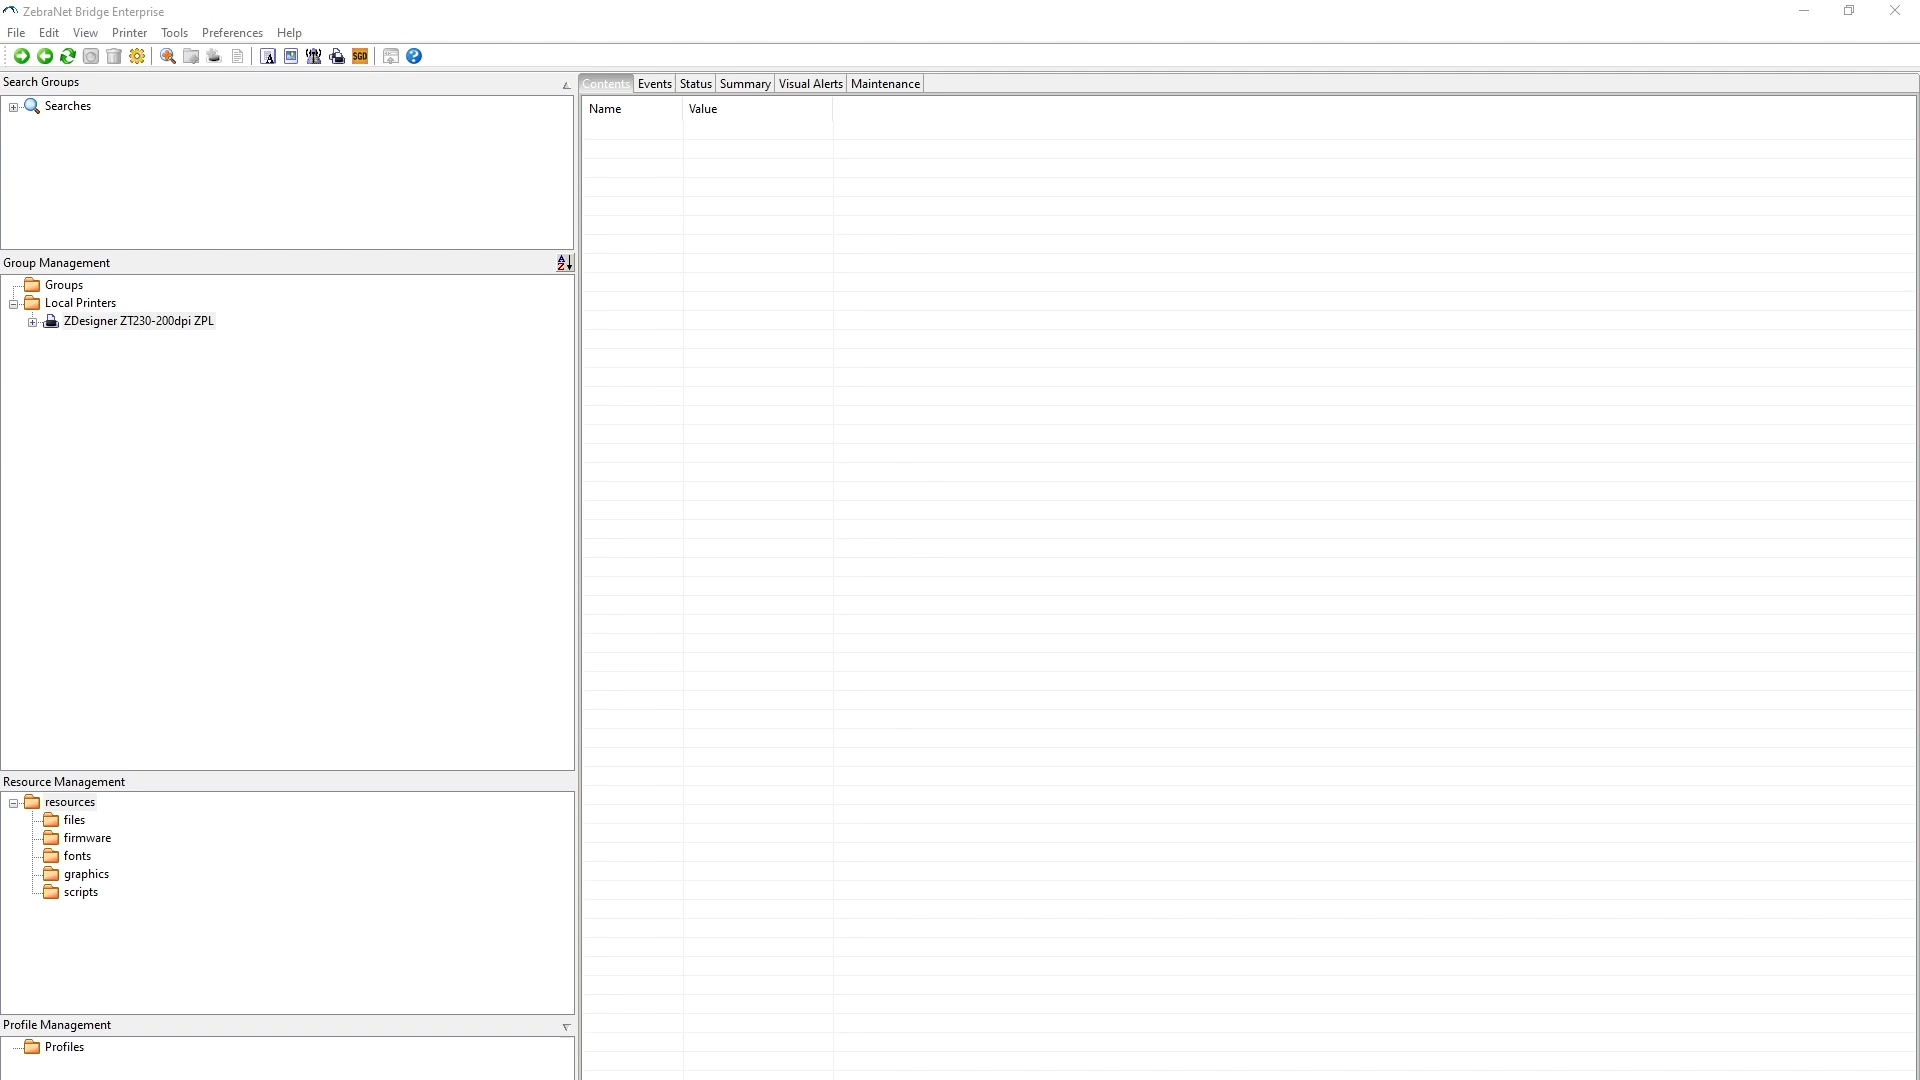 ZebraNet Bridge Enterprise
File Edit View Printer Tools Preferences Help
SGD
Search Groups
Searches
Group Management
A
Z
Groups
Local Printers
ZDesigner ZT230-200dpi ZPL
Resource Management
resources
files
firmware
fonts
graphics
scripts
Profile Management
Profiles
Contents Events Status Summary Visual Alerts Maintenance
Name Value